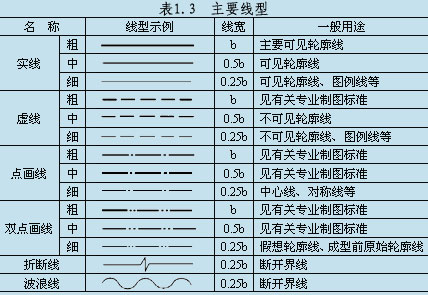 表1.3 主要线型
名 称 线型示例 线宽 一般用途
实线 粗 b 主要可见轮廓线
中 0.5b 可见轮廓线
细 0.25b 可见轮廓线、图例线等
虚线 粗 b 见有关专业制图标准
中 0.5b 不可见轮廓线
细 0.25b 不可见轮廓线、图例线等
点画线 粗 b 见有关专业制图标准
中 0.5b 见有关专业制图标准
细 0.25b 中心线、对称线等
双点画线 粗 b 见有关专业制图标准
中 0.5b 见有关专业制图标准
细 0.25b 假想轮廓线、成型前原始轮廓线
折断线 0.25b 断开界线
波浪线 0.25b 断开界线